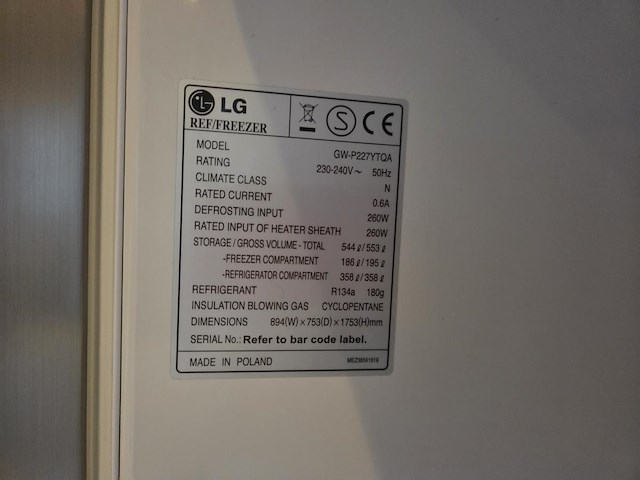 LG
REF/FREEZER
S CE
MODEL GW-P227YTQA
RATING 230-240V~ 50Hz
CLIMATE CLASS N
RATED CURRENT 0.6A
DEFROSTING INPUT 260W
RATED INPUT OF HEATER SHEATH 260W
STORAGE / GROSS VOLUME - TOTAL 544 ℓ / 553 ℓ
-FREEZER COMPARTMENT 186 ℓ / 195 ℓ
-REFRIGERATOR COMPARTMENT 358 ℓ / 358 ℓ
REFRIGERANT R134a 180g
INSULATION BLOWING GAS CYCLOPENTANE
DIMENSIONS 894(W)×753(D)×1753(H)mm
SERIAL No.: Refer to bar code label.
MADE IN POLAND